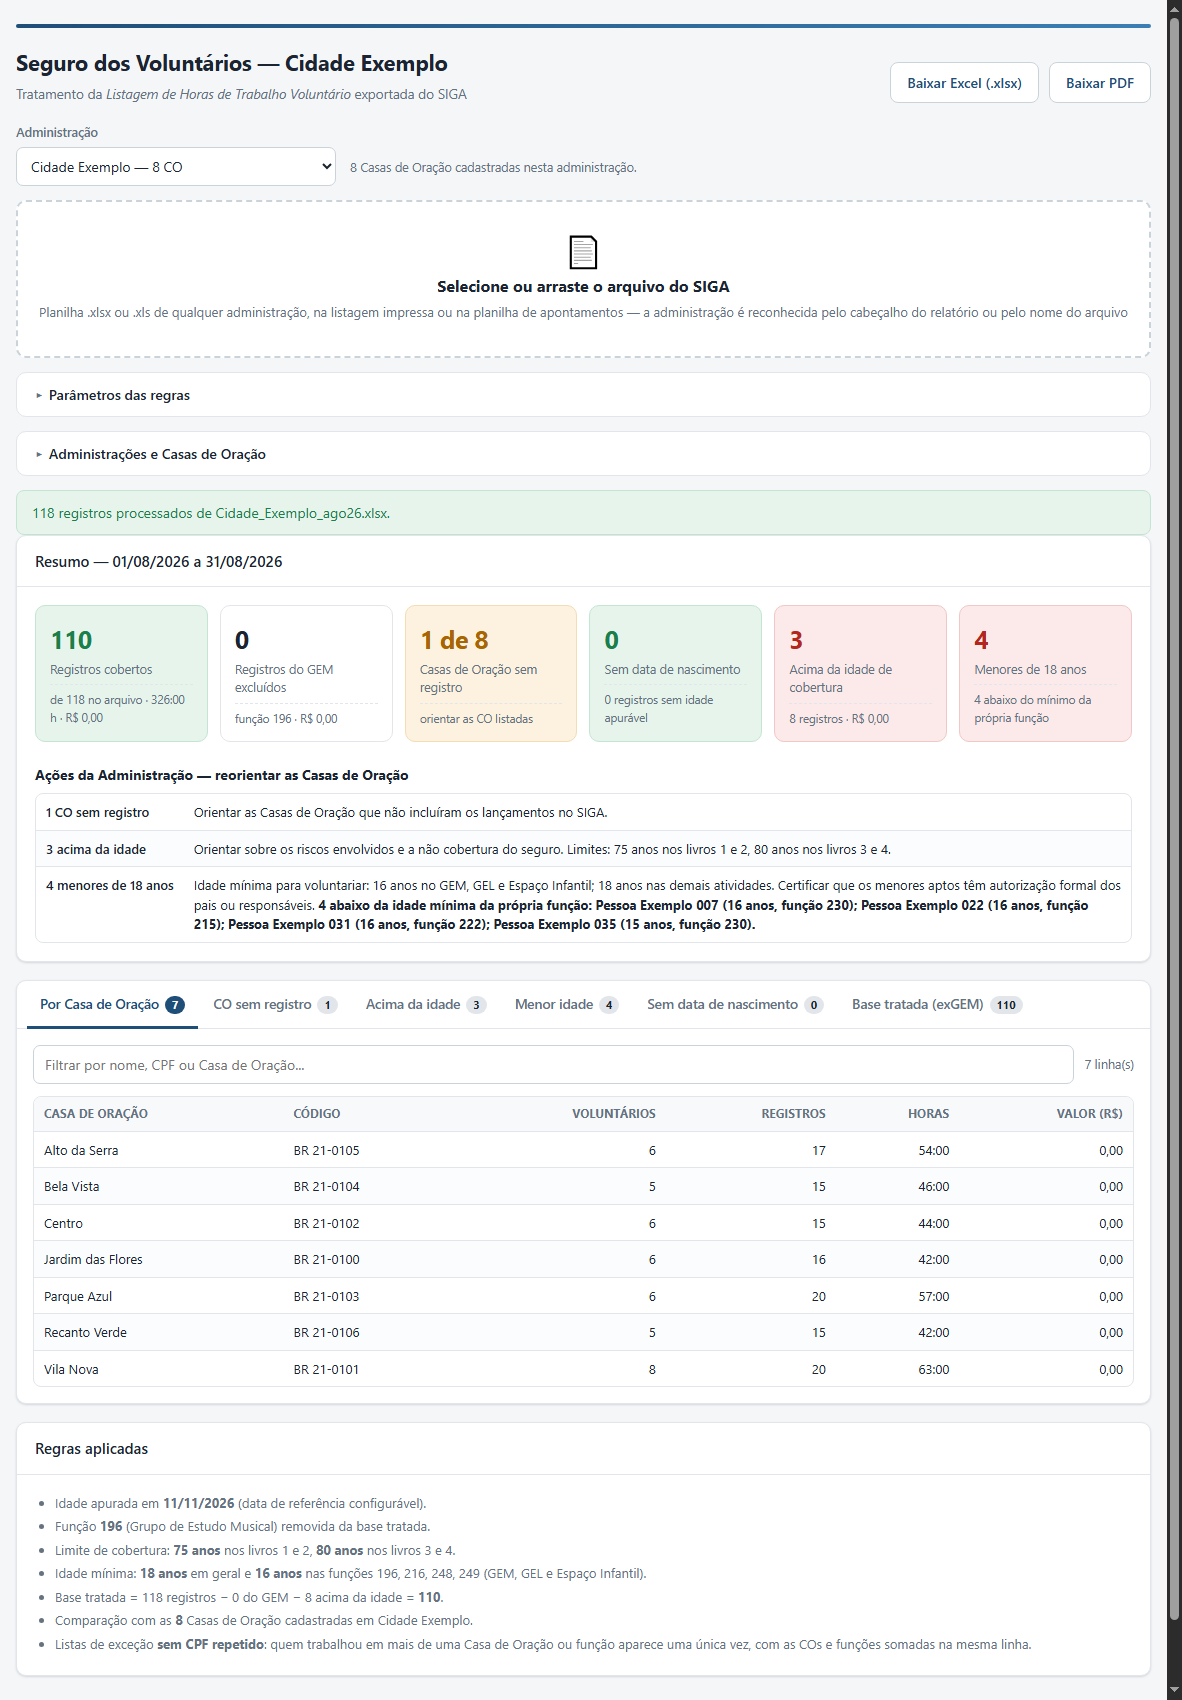 Seguro dos Voluntários — Cidade Exemplo
Tratamento da Listagem de Horas de Trabalho Voluntário exportada do SIGA
Baixar Excel (.xlsx)
Baixar PDF
Administração
Cidade Exemplo — 8 CO
8 Casas de Oração cadastradas nesta administração.
Selecione ou arraste o arquivo do SIGA
Planilha .xlsx ou .xls de qualquer administração, na listagem impressa ou na planilha de apontamentos — a administração é reconhecida pelo cabeçalho do relatório ou pelo nome do arquivo
Parâmetros das regras
Administrações e Casas de Oração
118 registros processados de Cidade_Exemplo_ago26.xlsx.
Resumo — 01/08/2026 a 31/08/2026
110
Registros cobertos
de 118 no arquivo · 326:00
h · R$ 0,00
0
Registros do GEM
excluídos
função 196 · R$ 0,00
1 de 8
Casas de Oração sem
registro
orientar as CO listadas
0
Sem data de nascimento
0 registros sem idade
apurável
3
Acima da idade de
cobertura
8 registros · R$ 0,00
4
Menores de 18 anos
4 abaixo do mínimo da
própria função
Ações da Administração — reorientar as Casas de Oração
1 CO sem registro Orientar as Casas de Oração que não incluíram os lançamentos no SIGA.
3 acima da idade Orientar sobre os riscos envolvidos e a não cobertura do seguro. Limites: 75 anos nos livros 1 e 2, 80 anos nos livros 3 e 4.
4 menores de 18 anos Idade mínima para voluntariar: 16 anos no GEM, GEL e Espaço Infantil; 18 anos nas demais atividades. Certificar que os menores aptos têm autorização formal dos
pais ou responsáveis. 4 abaixo da idade mínima da própria função: Pessoa Exemplo 007 (16 anos, função 230); Pessoa Exemplo 022 (16 anos, função
215); Pessoa Exemplo 031 (16 anos, função 222); Pessoa Exemplo 035 (15 anos, função 230).
Por Casa de Oração 7 CO sem registro 1 Acima da idade 3 Menor idade 4 Sem data de nascimento 0 Base tratada (exGEM) 110
Filtrar por nome, CPF ou Casa de Oração... 7 linha(s)
CASA DE ORAÇÃO CÓDIGO VOLUNTÁRIOS REGISTROS HORAS VALOR (R$)
Alto da Serra BR 21-0105 6 17 54:00 0,00
Bela Vista BR 21-0104 5 15 46:00 0,00
Centro BR 21-0102 6 15 44:00 0,00
Jardim das Flores BR 21-0100 6 16 42:00 0,00
Parque Azul BR 21-0103 6 20 57:00 0,00
Recanto Verde BR 21-0106 5 15 42:00 0,00
Vila Nova BR 21-0101 8 20 63:00 0,00
Regras aplicadas
Idade apurada em 11/11/2026 (data de referência configurável).
Função 196 (Grupo de Estudo Musical) removida da base tratada.
Limite de cobertura: 75 anos nos livros 1 e 2, 80 anos nos livros 3 e 4.
Idade mínima: 18 anos em geral e 16 anos nas funções 196, 216, 248, 249 (GEM, GEL e Espaço Infantil).
Base tratada = 118 registros − 0 do GEM − 8 acima da idade = 110.
Comparação com as 8 Casas de Oração cadastradas em Cidade Exemplo.
Listas de exceção sem CPF repetido: quem trabalhou em mais de uma Casa de Oração ou função aparece uma única vez, com as COs e funções somadas na mesma linha.